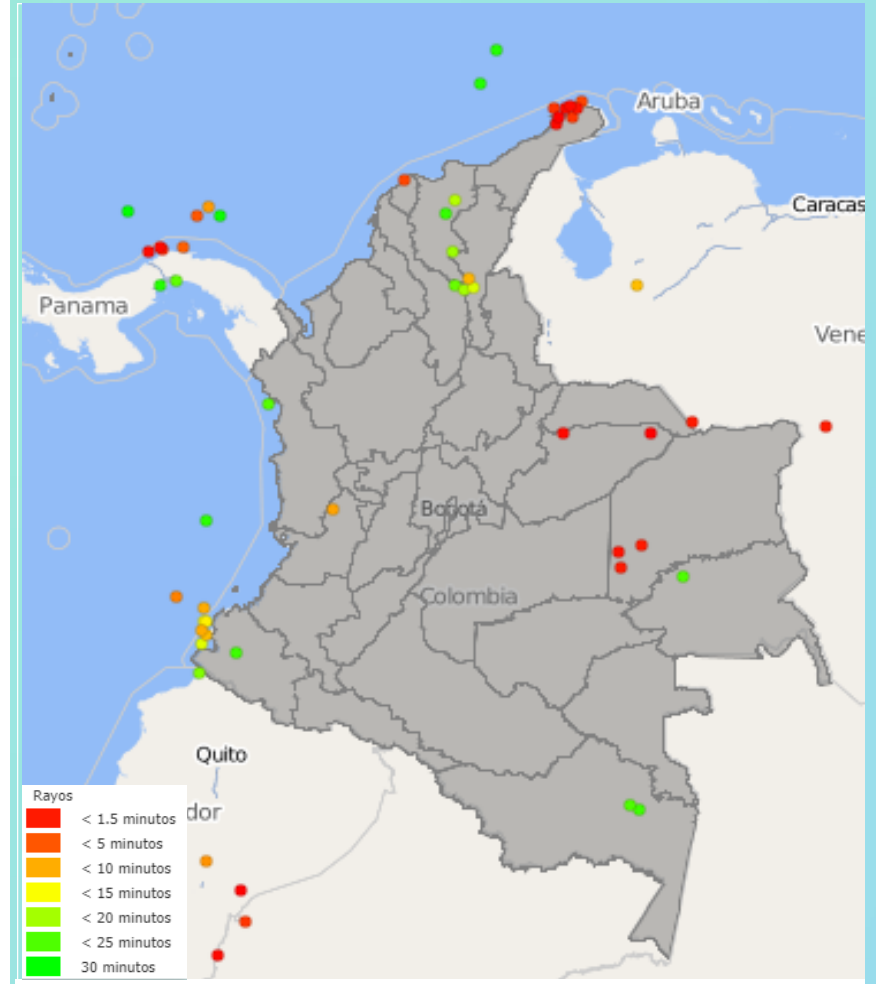 Aruba
Caracas
Panama
Vene
Bogotá
Colombia
Quito
dor
Rayos
< 1.5 minutos
< 5 minutos
< 10 minutos
< 15 minutos
< 20 minutos
< 25 minutos
30 minutos